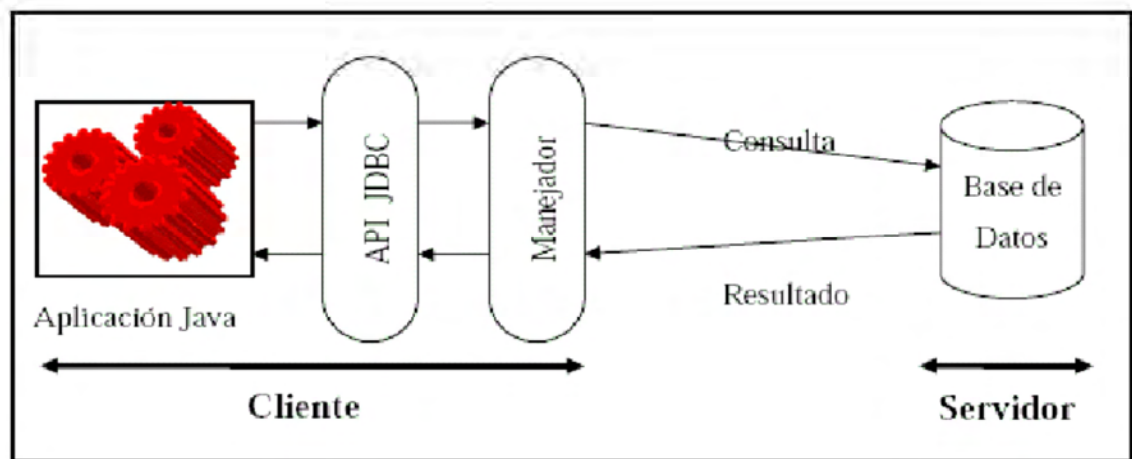 Aplicación Java
API JDBC
Manejador
Consulta
Resultado
Base de
Datos
Cliente
Servidor